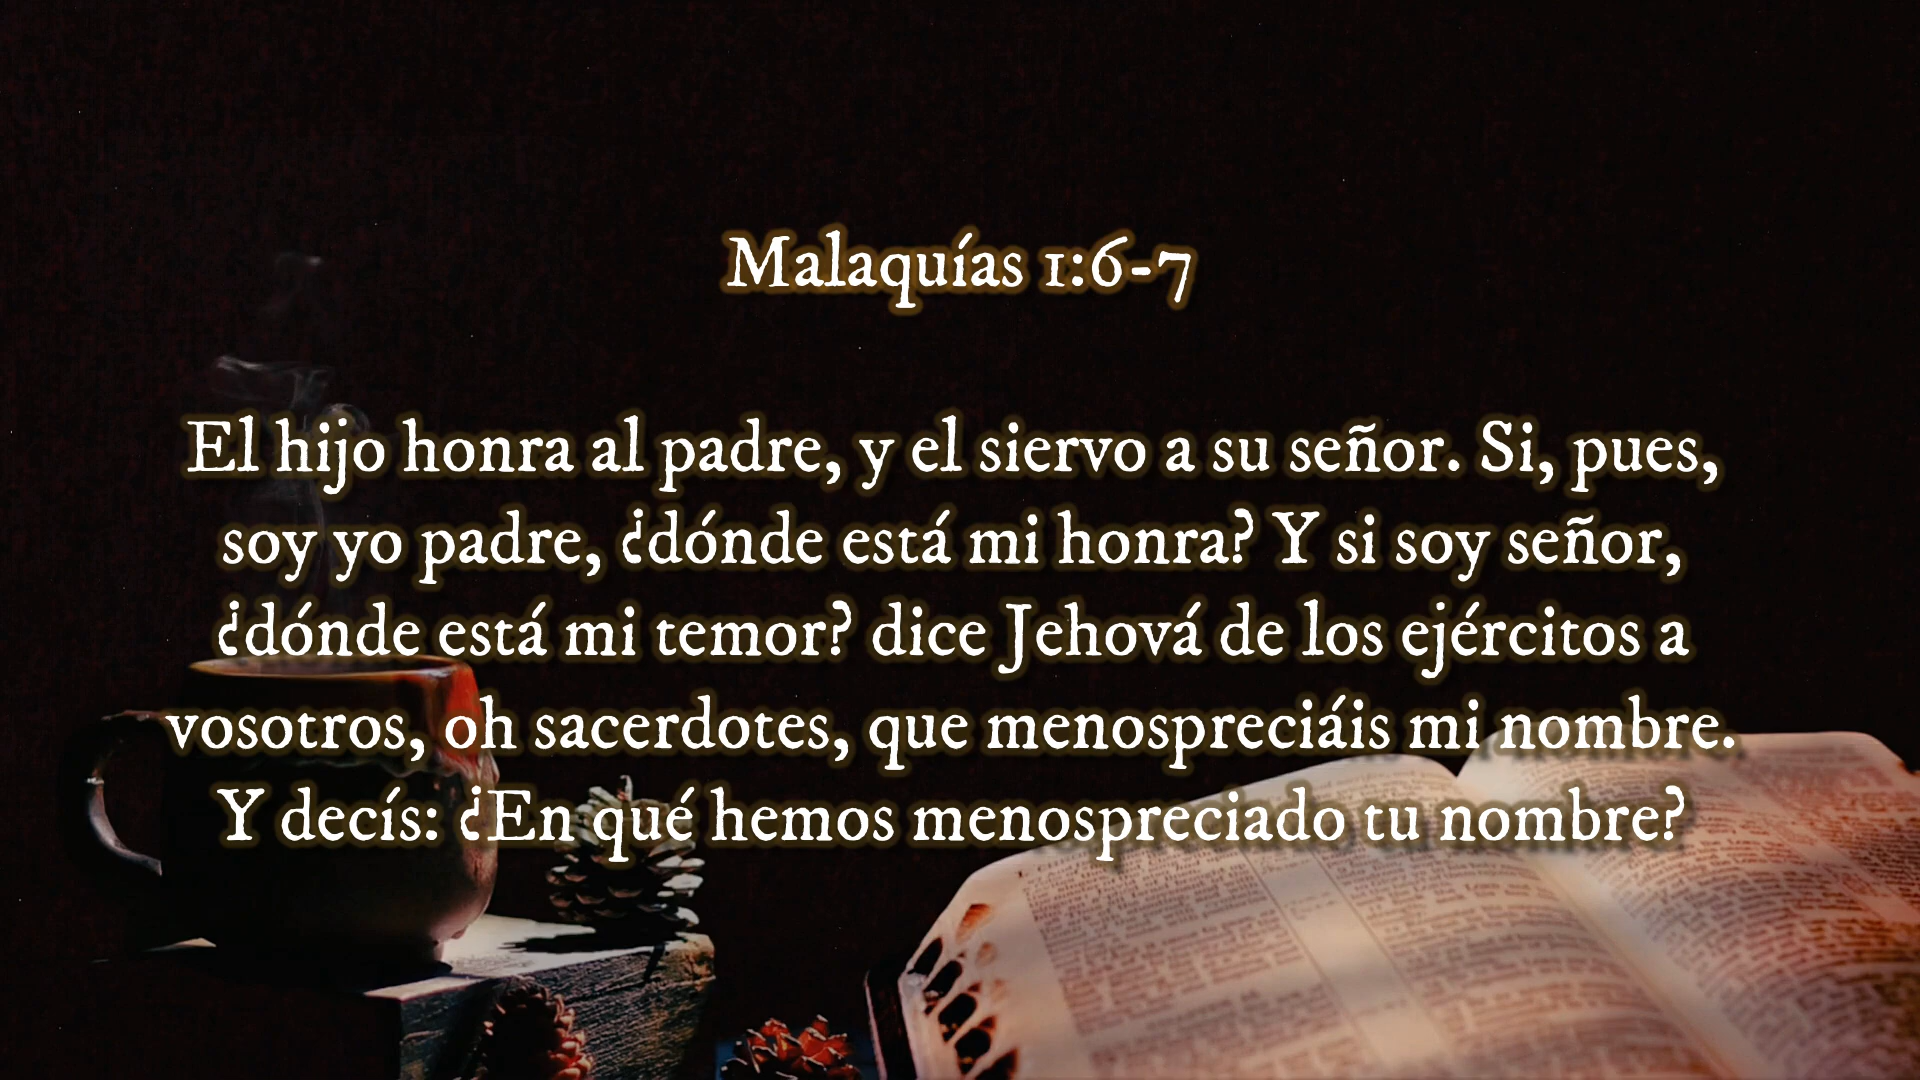 Malaquías 1:6-7
El hijo honra al padre, y el siervo a su señor. Si, pues,
soy yo padre, ¿dónde está mi honra? Y si soy señor,
¿dónde está mi temor? dice Jehová de los ejércitos a
vosotros, oh sacerdotes, que menospreciáis mi nombre.
Y decís: ¿En qué hemos menospreciado tu nombre?